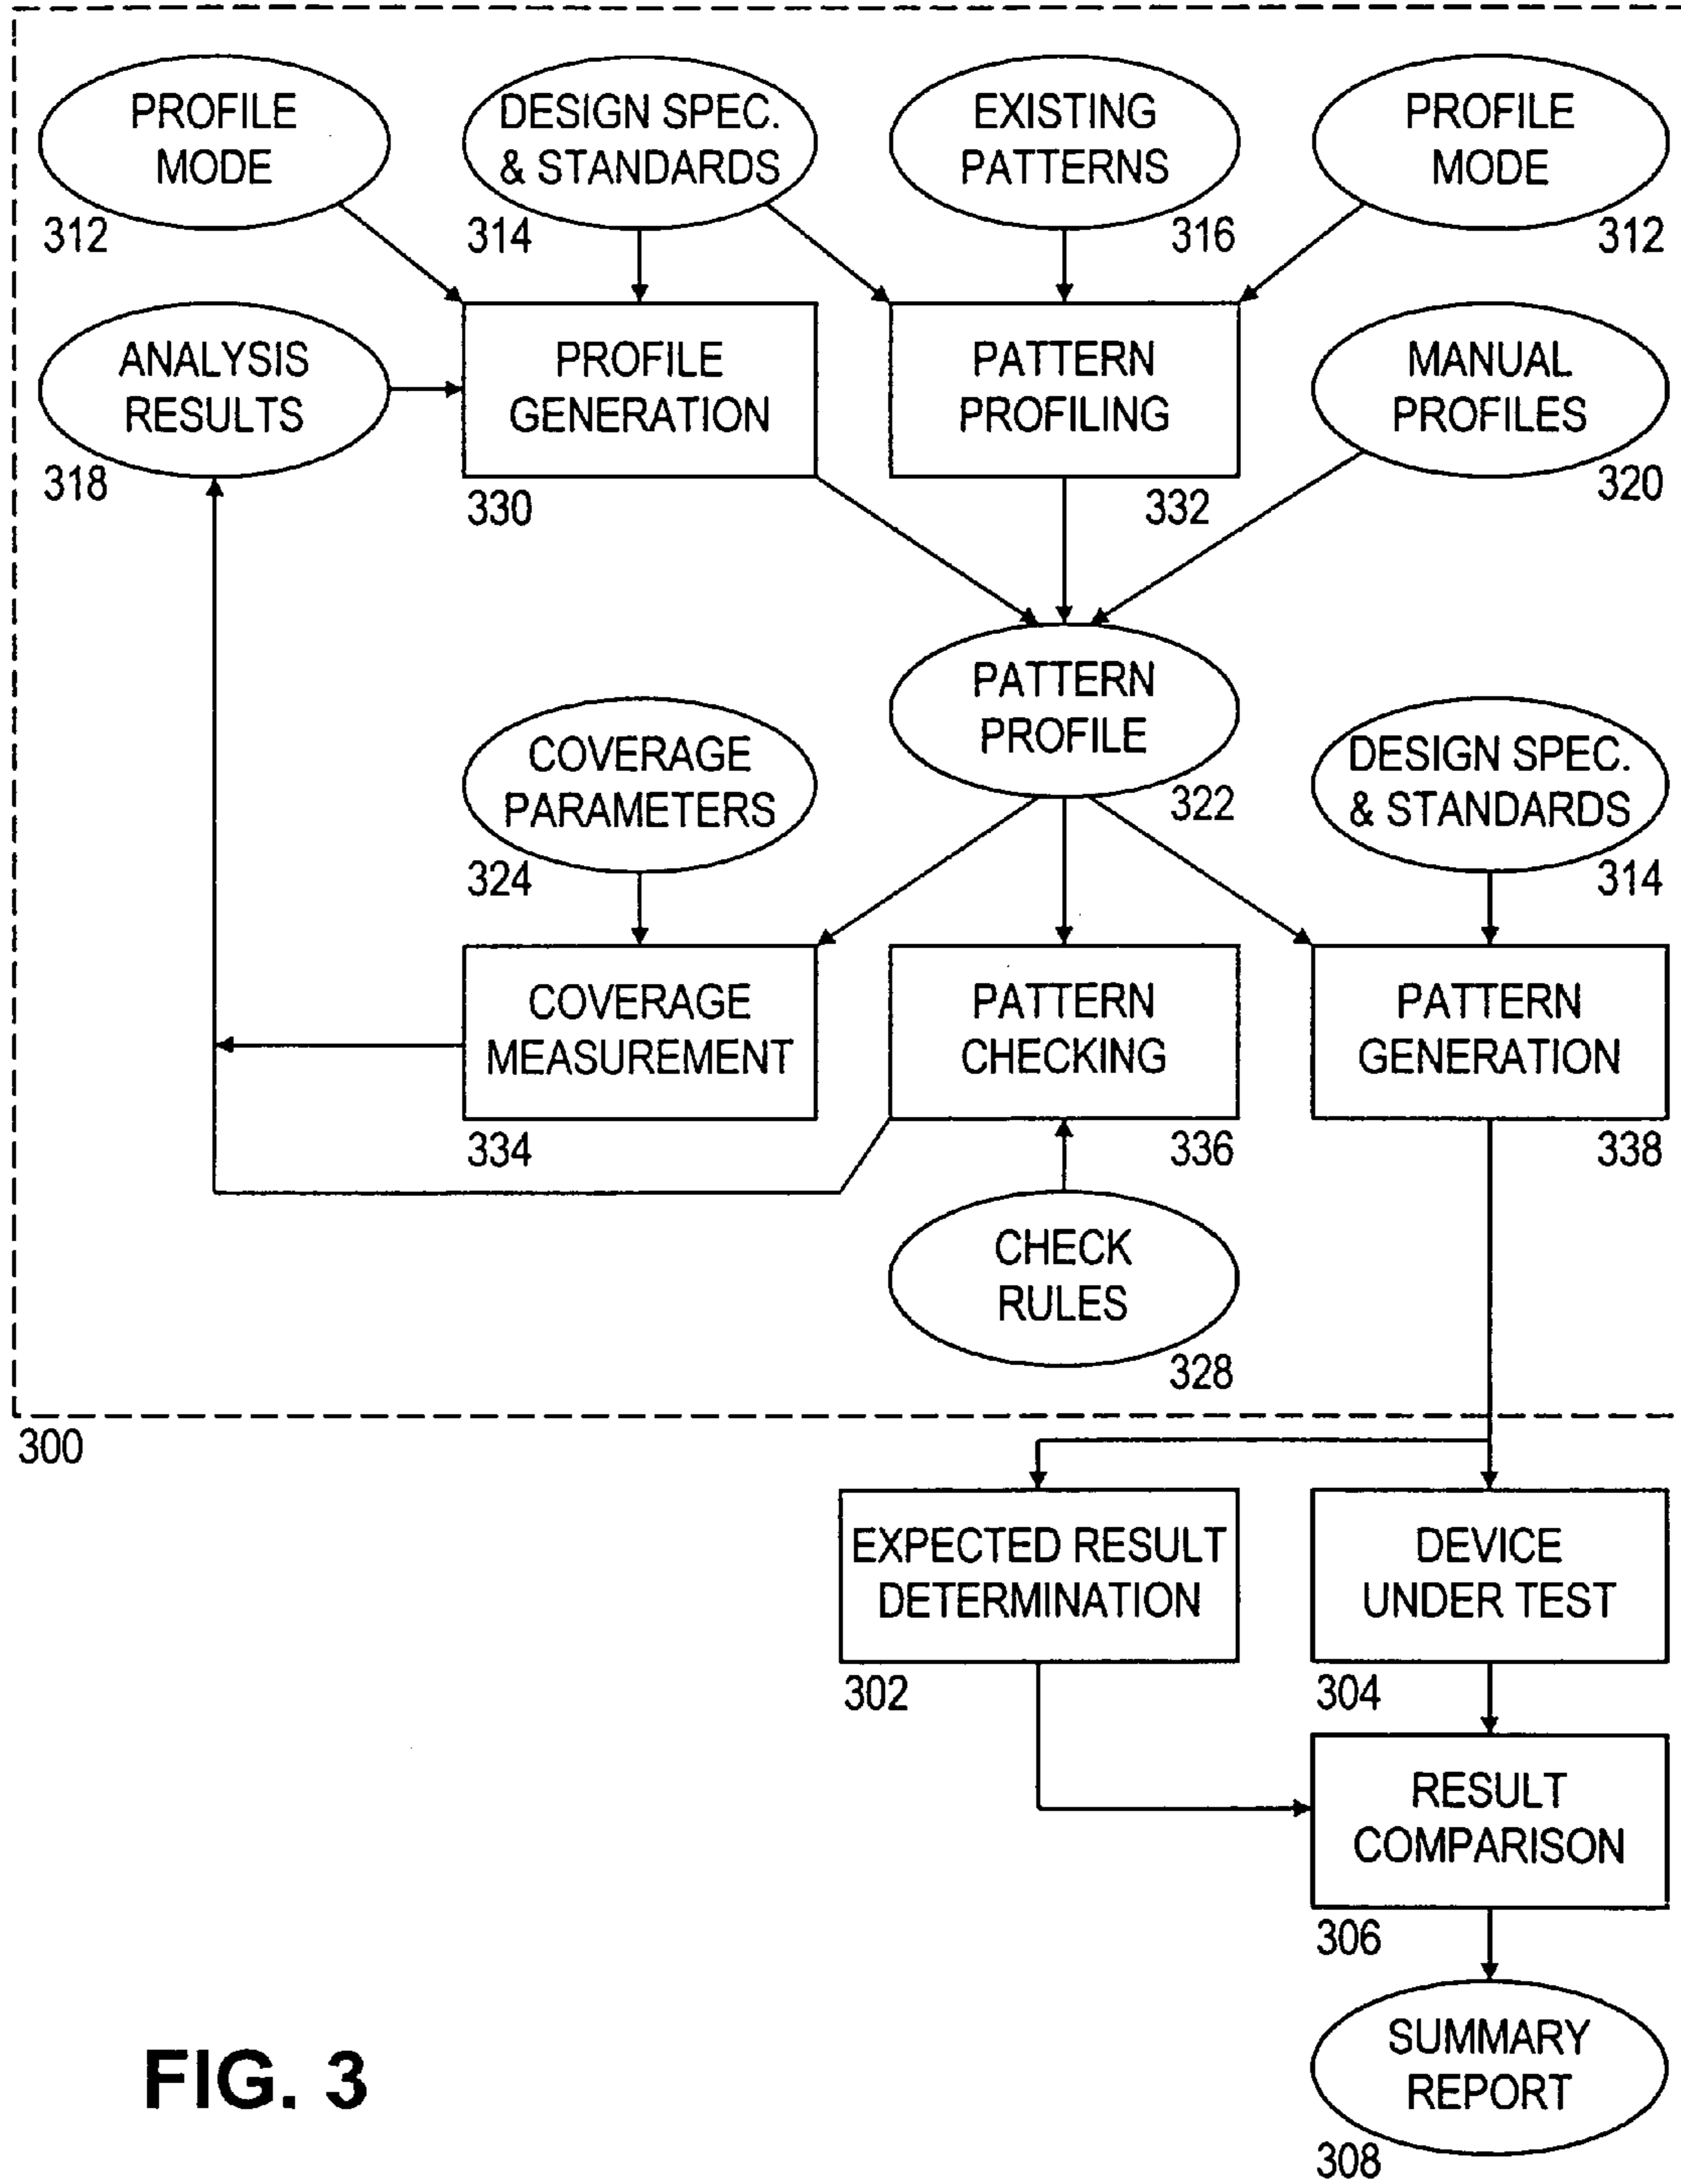 PROFILE
MODE
312
DESIGN SPEC.
& STANDARDS
314
EXISTING
PATTERNS
316
PROFILE
MODE
312
ANALYSIS
RESULTS
318
PROFILE
GENERATION
330
PATTERN
PROFILING
332
MANUAL
PROFILES
320
PATTERN
PROFILE
322
COVERAGE
PARAMETERS
324
DESIGN SPEC.
& STANDARDS
314
COVERAGE
MEASUREMENT
334
PATTERN
CHECKING
336
PATTERN
GENERATION
338
CHECK
RULES
328
300
EXPECTED RESULT
DETERMINATION
302
DEVICE
UNDER TEST
304
RESULT
COMPARISON
306
SUMMARY
REPORT
308
FIG. 3